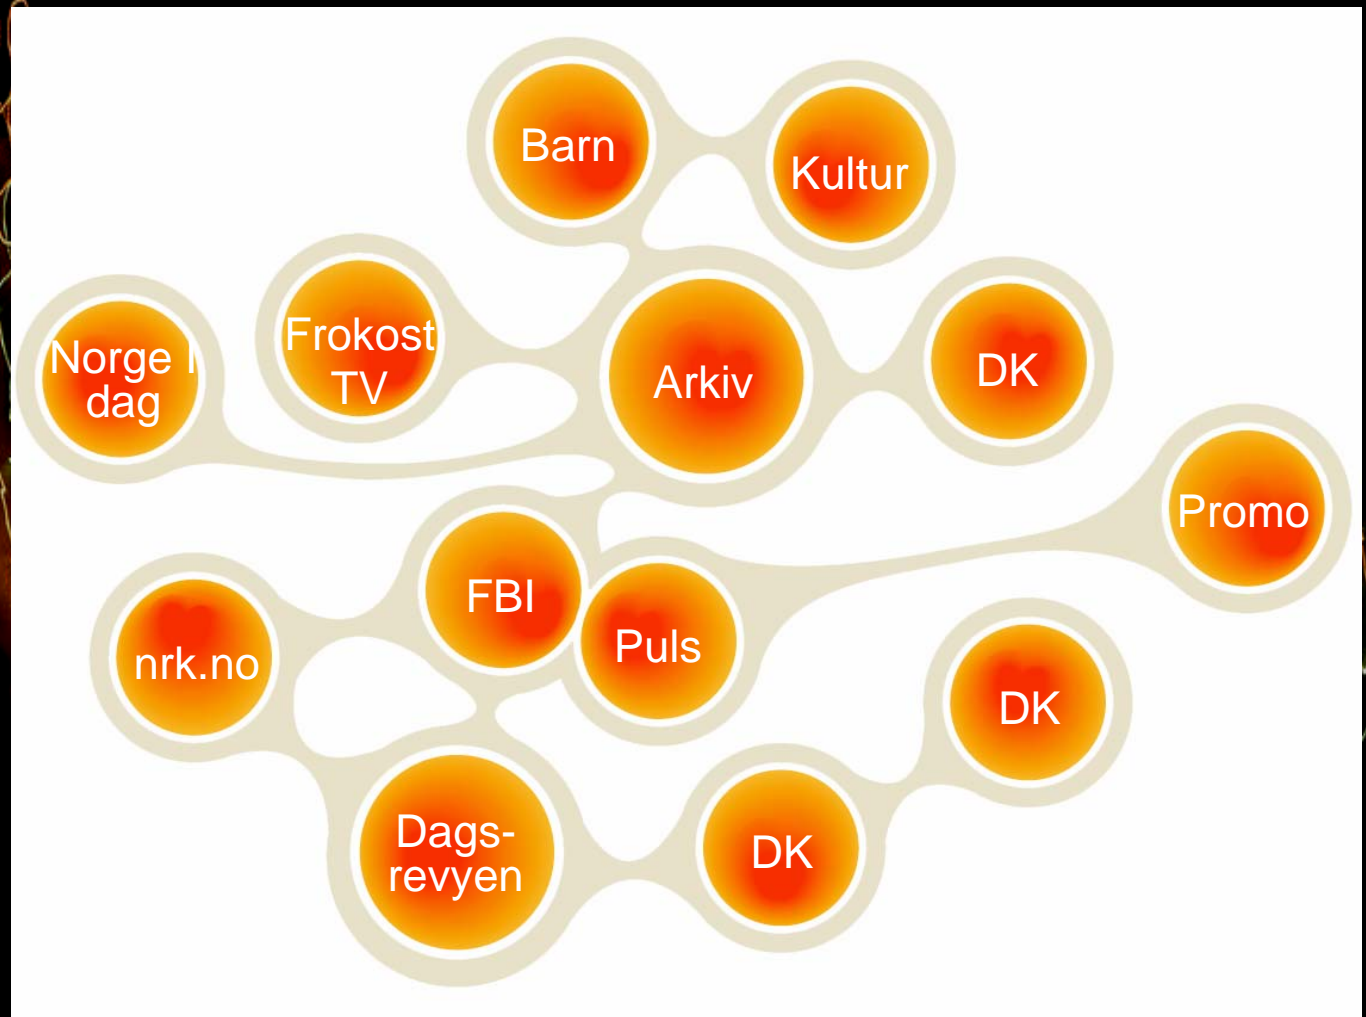 Barn
Kultur
Frokost
TV
Norge I
dag
Arkiv
DK
Promo
FBI
Puls
nrk.no
DK
Dags-
revyen
DK